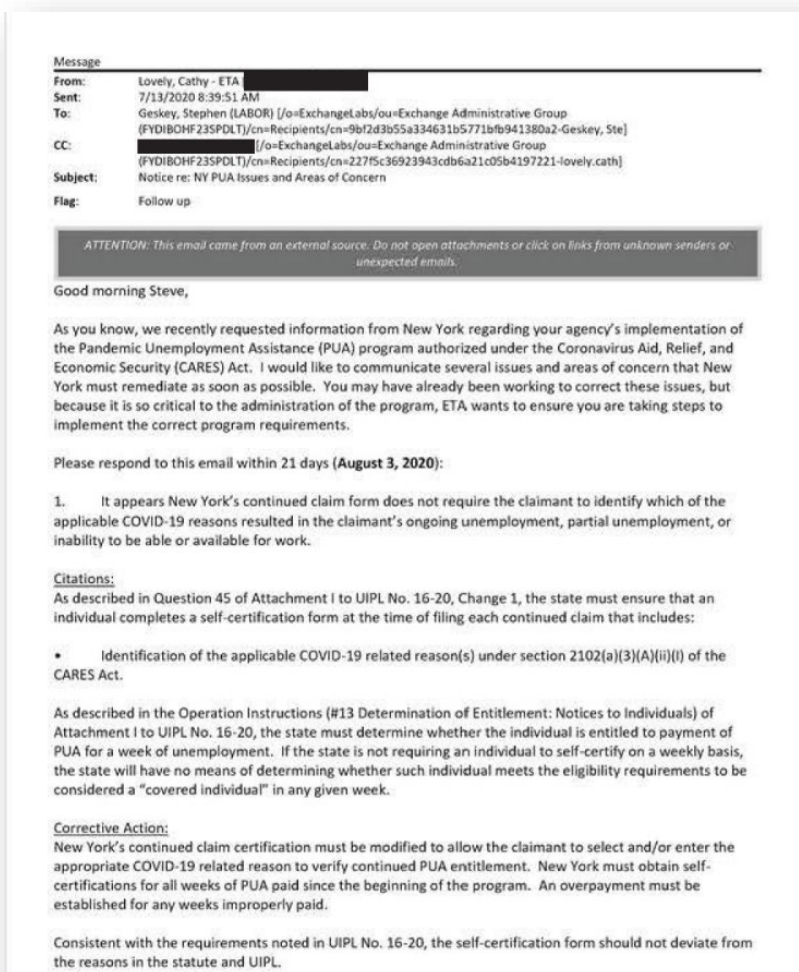 Message
From: Lovely, Cathy - ETA
Sent: 7/13/2020 8:39:51 AM
To: Geskey, Stephen (LABOR) [/o=ExchangeLabs/ou=Exchange Administrative Group
(FYDIBOHF23SPDLT)/cn=Recipients/cn=9bf2d3b55a334631b5771bfb941380a2-Geskey, Ste]
CC: [/o=ExchangeLabs/ou=Exchange Administrative Group
(FYDIBOHF23SPDLT)/cn=Recipients/cn=227f5c36923943cdb6a21c05b4197221-lovely.cath]
Subject: Notice re: NY PUA Issues and Areas of Concern
Flag: Follow up
ATTENTION: This email came from an external source. Do not open attachments or click on links from unknown senders or
unexpected emails.
Good morning Steve,
As you know, we recently requested information from New York regarding your agency's implementation of
the Pandemic Unemployment Assistance (PUA) program authorized under the Coronavirus Aid, Relief, and
Economic Security (CARES) Act. I would like to communicate several issues and areas of concern that New
York must remediate as soon as possible. You may have already been working to correct these issues, but
because it is so critical to the administration of the program, ETA wants to ensure you are taking steps to
implement the correct program requirements.
Please respond to this email within 21 days (August 3, 2020):
1. It appears New York's continued claim form does not require the claimant to identify which of the
applicable COVID-19 reasons resulted in the claimant's ongoing unemployment, partial unemployment, or
inability to be able or available for work.
Citations:
As described in Question 45 of Attachment I to UIPL No. 16-20, Change 1, the state must ensure that an
individual completes a self-certification form at the time of filing each continued claim that includes:
• Identification of the applicable COVID-19 related reason(s) under section 2102(a)(3)(A)(ii)(I) of the
CARES Act.
As described in the Operation Instructions (#13 Determination of Entitlement: Notices to Individuals) of
Attachment I to UIPL No. 16-20, the state must determine whether the individual is entitled to payment of
PUA for a week of unemployment. If the state is not requiring an individual to self-certify on a weekly basis,
the state will have no means of determining whether such individual meets the eligibility requirements to be
considered a "covered individual" in any given week.
Corrective Action:
New York's continued claim certification must be modified to allow the claimant to select and/or enter the
appropriate COVID-19 related reason to verify continued PUA entitlement. New York must obtain self-
certifications for all weeks of PUA paid since the beginning of the program. An overpayment must be
established for any weeks improperly paid.
Consistent with the requirements noted in UIPL No. 16-20, the self-certification form should not deviate from
the reasons in the statute and UIPL.